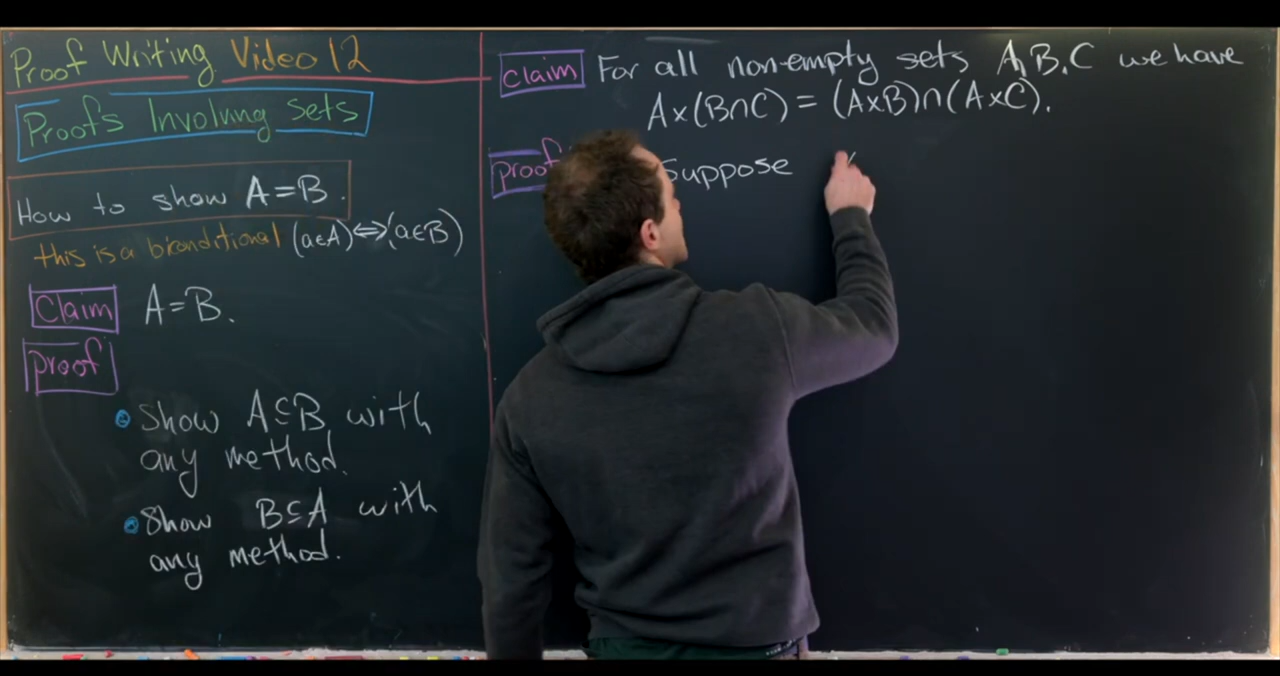 Proof Writing Video 12
Proofs Involving Sets
How to show A=B.
this is a biconditional (a∈A)⇔(a∈B)
Claim A=B.
proof
Show A⊆B with
any method.
Show B⊆A with
any method.
Claim For all non-empty sets A,B,C we have
A×(B∩C) = (A×B)∩(A×C).
proof Suppose